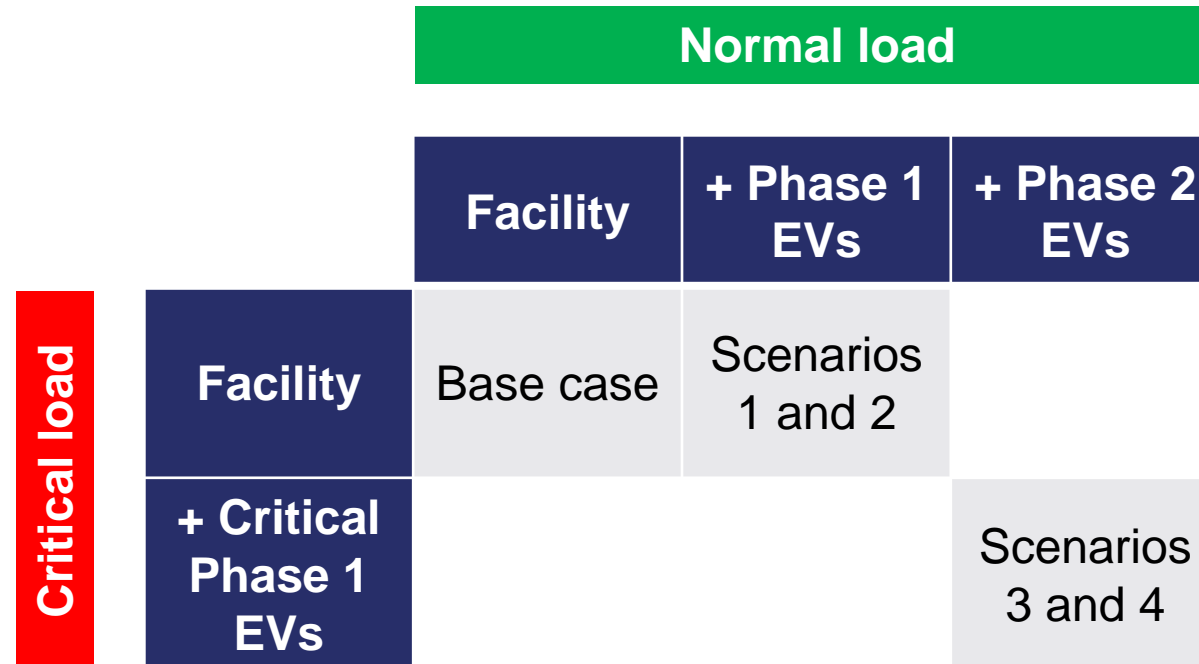 Normal load
Facility
+ Phase 1
EVs
+ Phase 2
EVs
Critical load
Facility
Base case
Scenarios
1 and 2
+ Critical
Phase 1
EVs
Scenarios
3 and 4